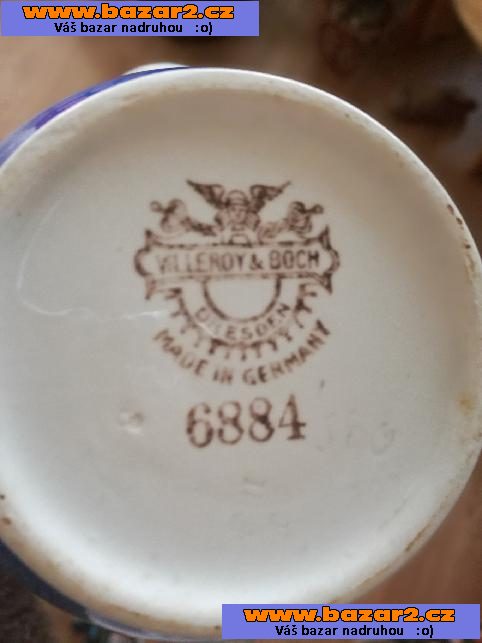 www.bazar2.cz
Váš bazar nadruhou :o)
VILLEROY & BOCH
DRESDEN
MADE IN GERMANY
6884
www.bazar2.cz
Váš bazar nadruhou :o)